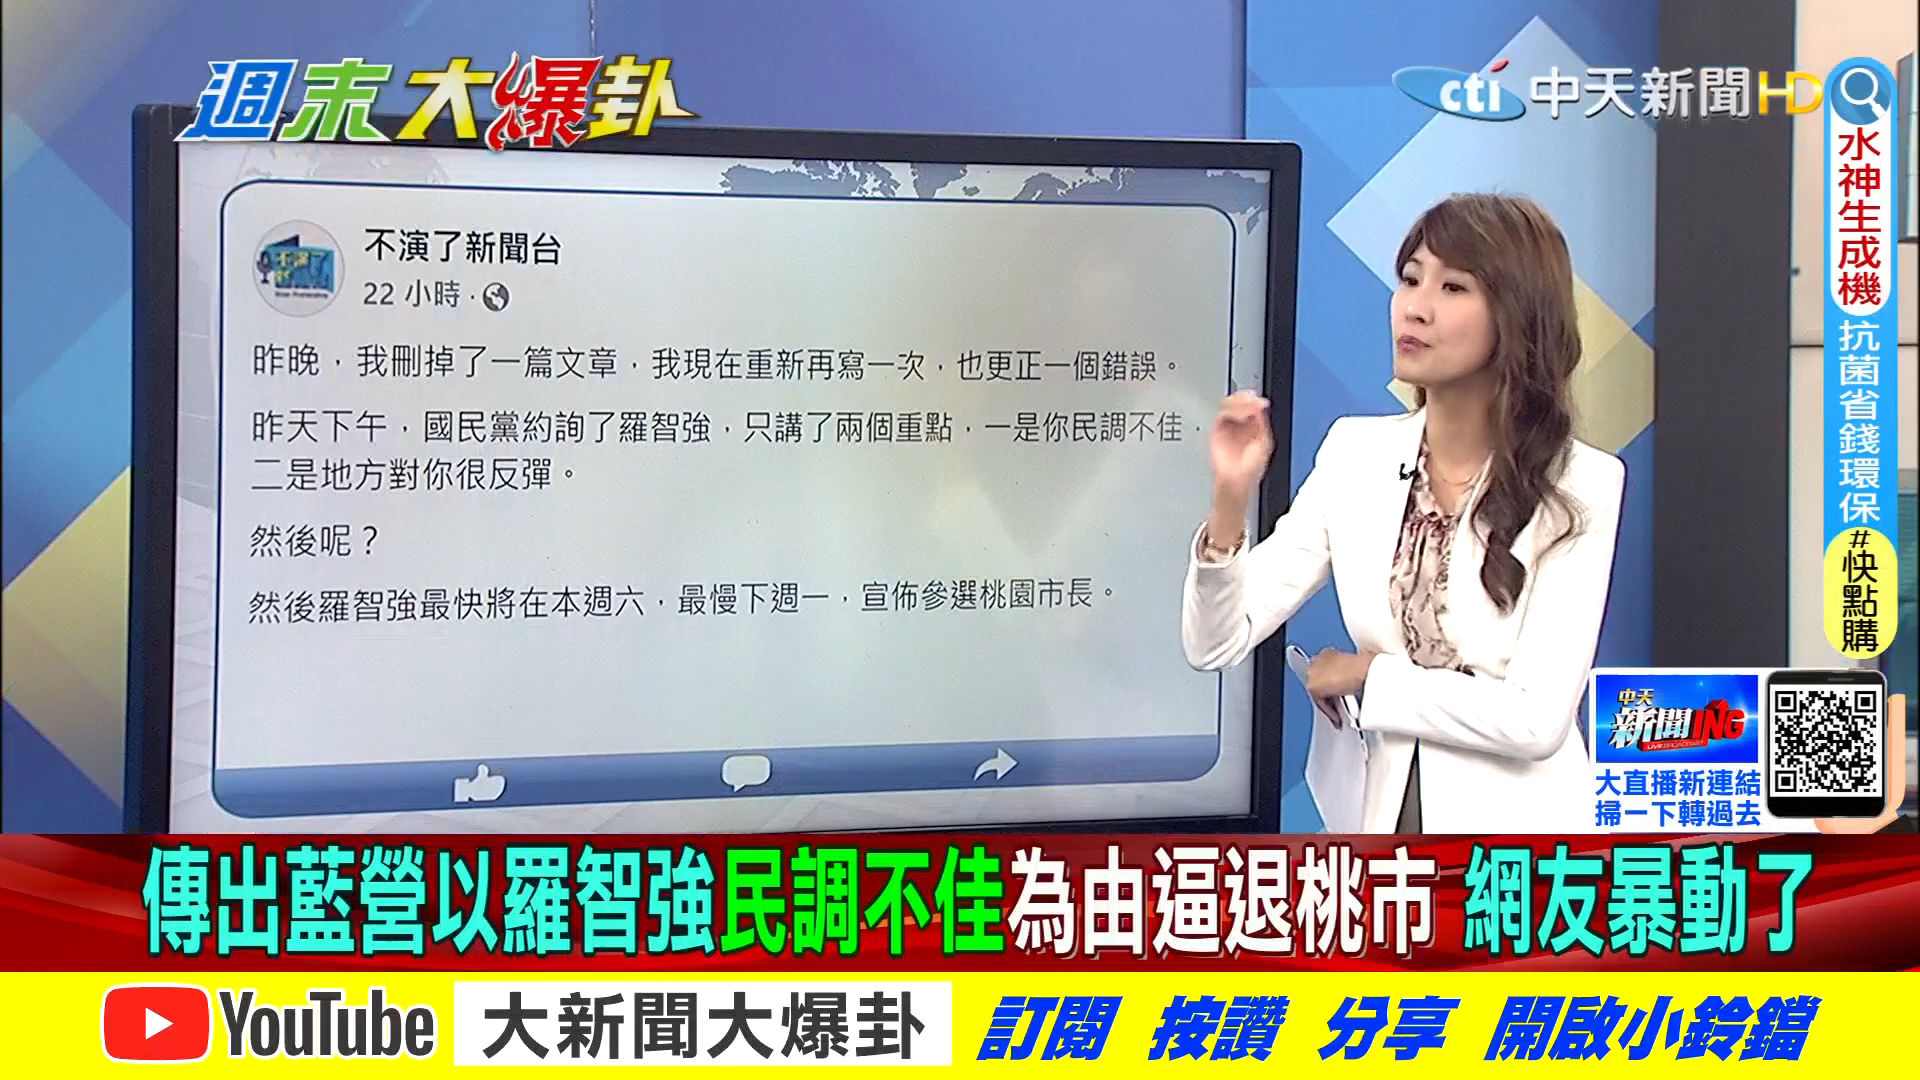 週末大爆卦
cti 中天新聞HD
水神生成機
抗菌省錢環保
#快點購
不演了新聞台
22 小時
昨晚，我刪掉了一篇文章，我現在重新再寫一次，也更正一個錯誤。
昨天下午，國民黨約詢了羅智強，只講了兩個重點，一是你民調不佳，
二是地方對你很反彈。
然後呢？
然後羅智強最快將在本週六，最慢下週一，宣佈參選桃園市長。
中天
新聞ING
LIVE BROADCAST
大直播新連結
掃一下轉過去
傳出藍營以羅智強民調不佳為由逼退桃市 網友暴動了
YouTube 大新聞大爆卦 訂閱 按讚 分享 開啟小鈴鐺